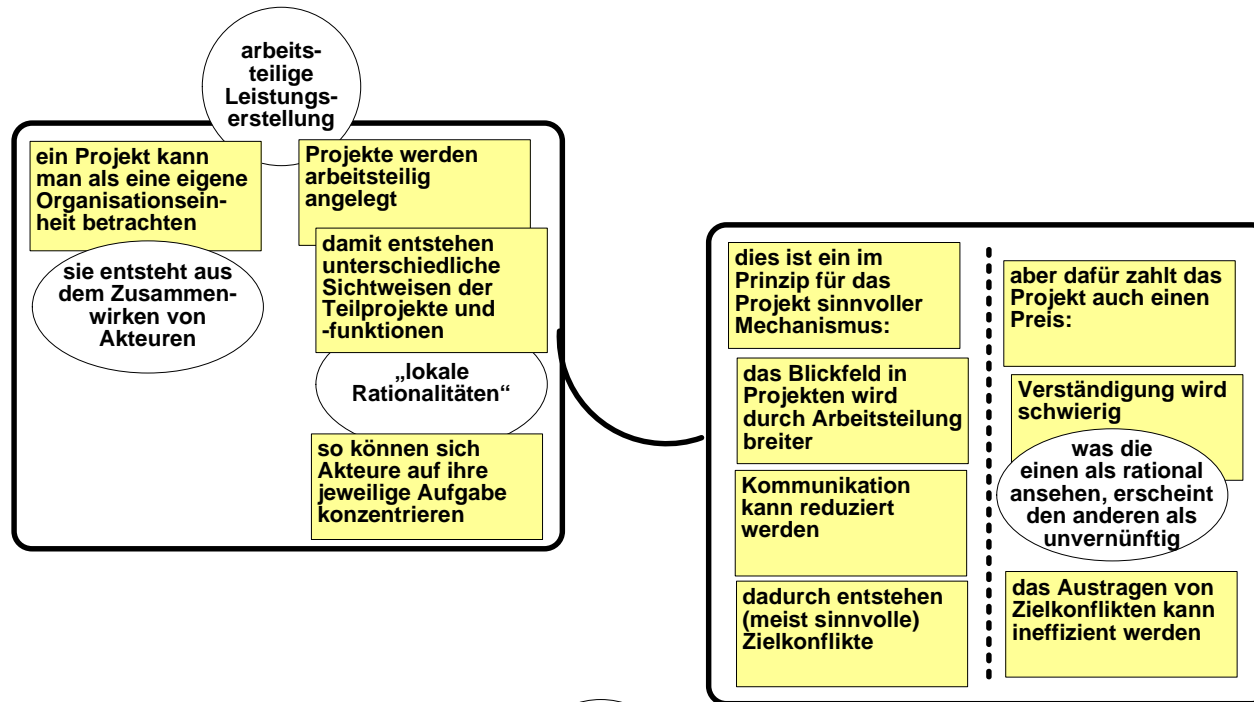 arbeits-
teilige
Leistungs-
erstellung
ein Projekt kann
man als eine eigene
Organisationsein-
heit betrachten
sie entsteht aus
dem Zusammen-
wirken von
Akteuren
Projekte werden
arbeitsteilig
angelegt
damit entstehen
unterschiedliche
Sichtweisen der
Teilprojekte und
-funktionen
„lokale
Rationalitäten“
so können sich
Akteure auf ihre
jeweilige Aufgabe
konzentrieren
dies ist ein im
Prinzip für das
Projekt sinnvoller
Mechanismus:
das Blickfeld in
Projekten wird
durch Arbeitsteilung
breiter
Kommunikation
kann reduziert
werden
dadurch entstehen
(meist sinnvolle)
Zielkonflikte
aber dafür zahlt das
Projekt auch einen
Preis:
Verständigung wird
schwierig
was die
einen als rational
ansehen, erscheint
den anderen als
unvernünftig
das Austragen von
Zielkonflikten kann
ineffizient werden